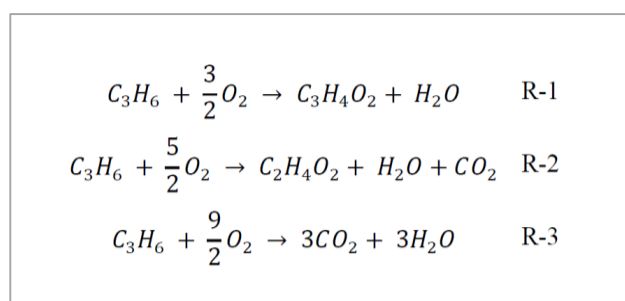 C₃H₆ + 3/2 O₂ → C₃H₄O₂ + H₂O R-1
C₃H₆ + 5/2 O₂ → C₂H₄O₂ + H₂O + CO₂ R-2
C₃H₆ + 9/2 O₂ → 3CO₂ + 3H₂O R-3